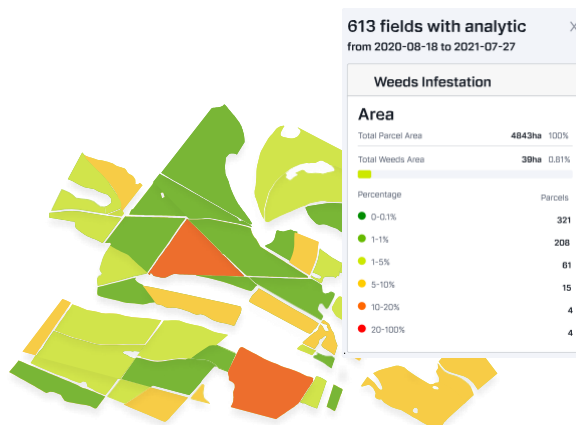 613 fields with analytic
from 2020-08-18 to 2021-07-27
Weeds Infestation
Area
Total Parcel Area 4843ha 100%
Total Weeds Area 39ha 0.81%
Percentage Parcels
0-0.1% 321
1-1% 208
1-5% 61
5-10% 15
10-20% 4
20-100% 4